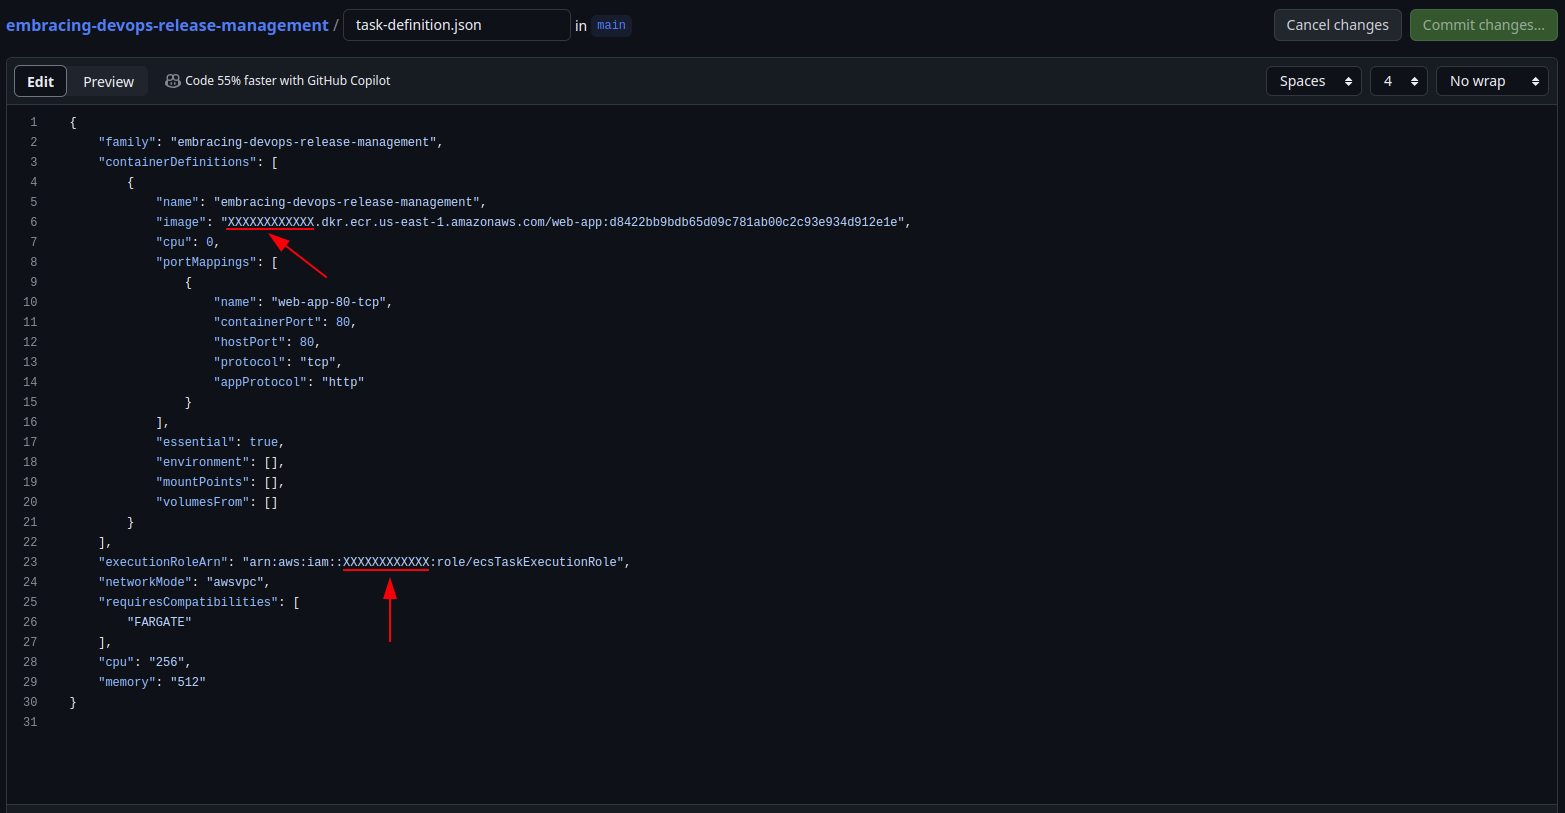 embracing-devops-release-management / task-definition.json in main Cancel changes Commit changes...
Edit Preview Code 55% faster with GitHub Copilot Spaces 4 No wrap
1 {
2     "family": "embracing-devops-release-management",
3     "containerDefinitions": [
4         {
5             "name": "embracing-devops-release-management",
6             "image": "XXXXXXXXXXXX.dkr.ecr.us-east-1.amazonaws.com/web-app:d8422bb9bdb65d09c781ab00c2c93e934d912e1e",
7             "cpu": 0,
8             "portMappings": [
9                 {
10                     "name": "web-app-80-tcp",
11                     "containerPort": 80,
12                     "hostPort": 80,
13                     "protocol": "tcp",
14                     "appProtocol": "http"
15                 }
16             ],
17             "essential": true,
18             "environment": [],
19             "mountPoints": [],
20             "volumesFrom": []
21         }
22     ],
23     "executionRoleArn": "arn:aws:iam::XXXXXXXXXXXX:role/ecsTaskExecutionRole",
24     "networkMode": "awsvpc",
25     "requiresCompatibilities": [
26         "FARGATE"
27     ],
28     "cpu": "256",
29     "memory": "512"
30 }
31